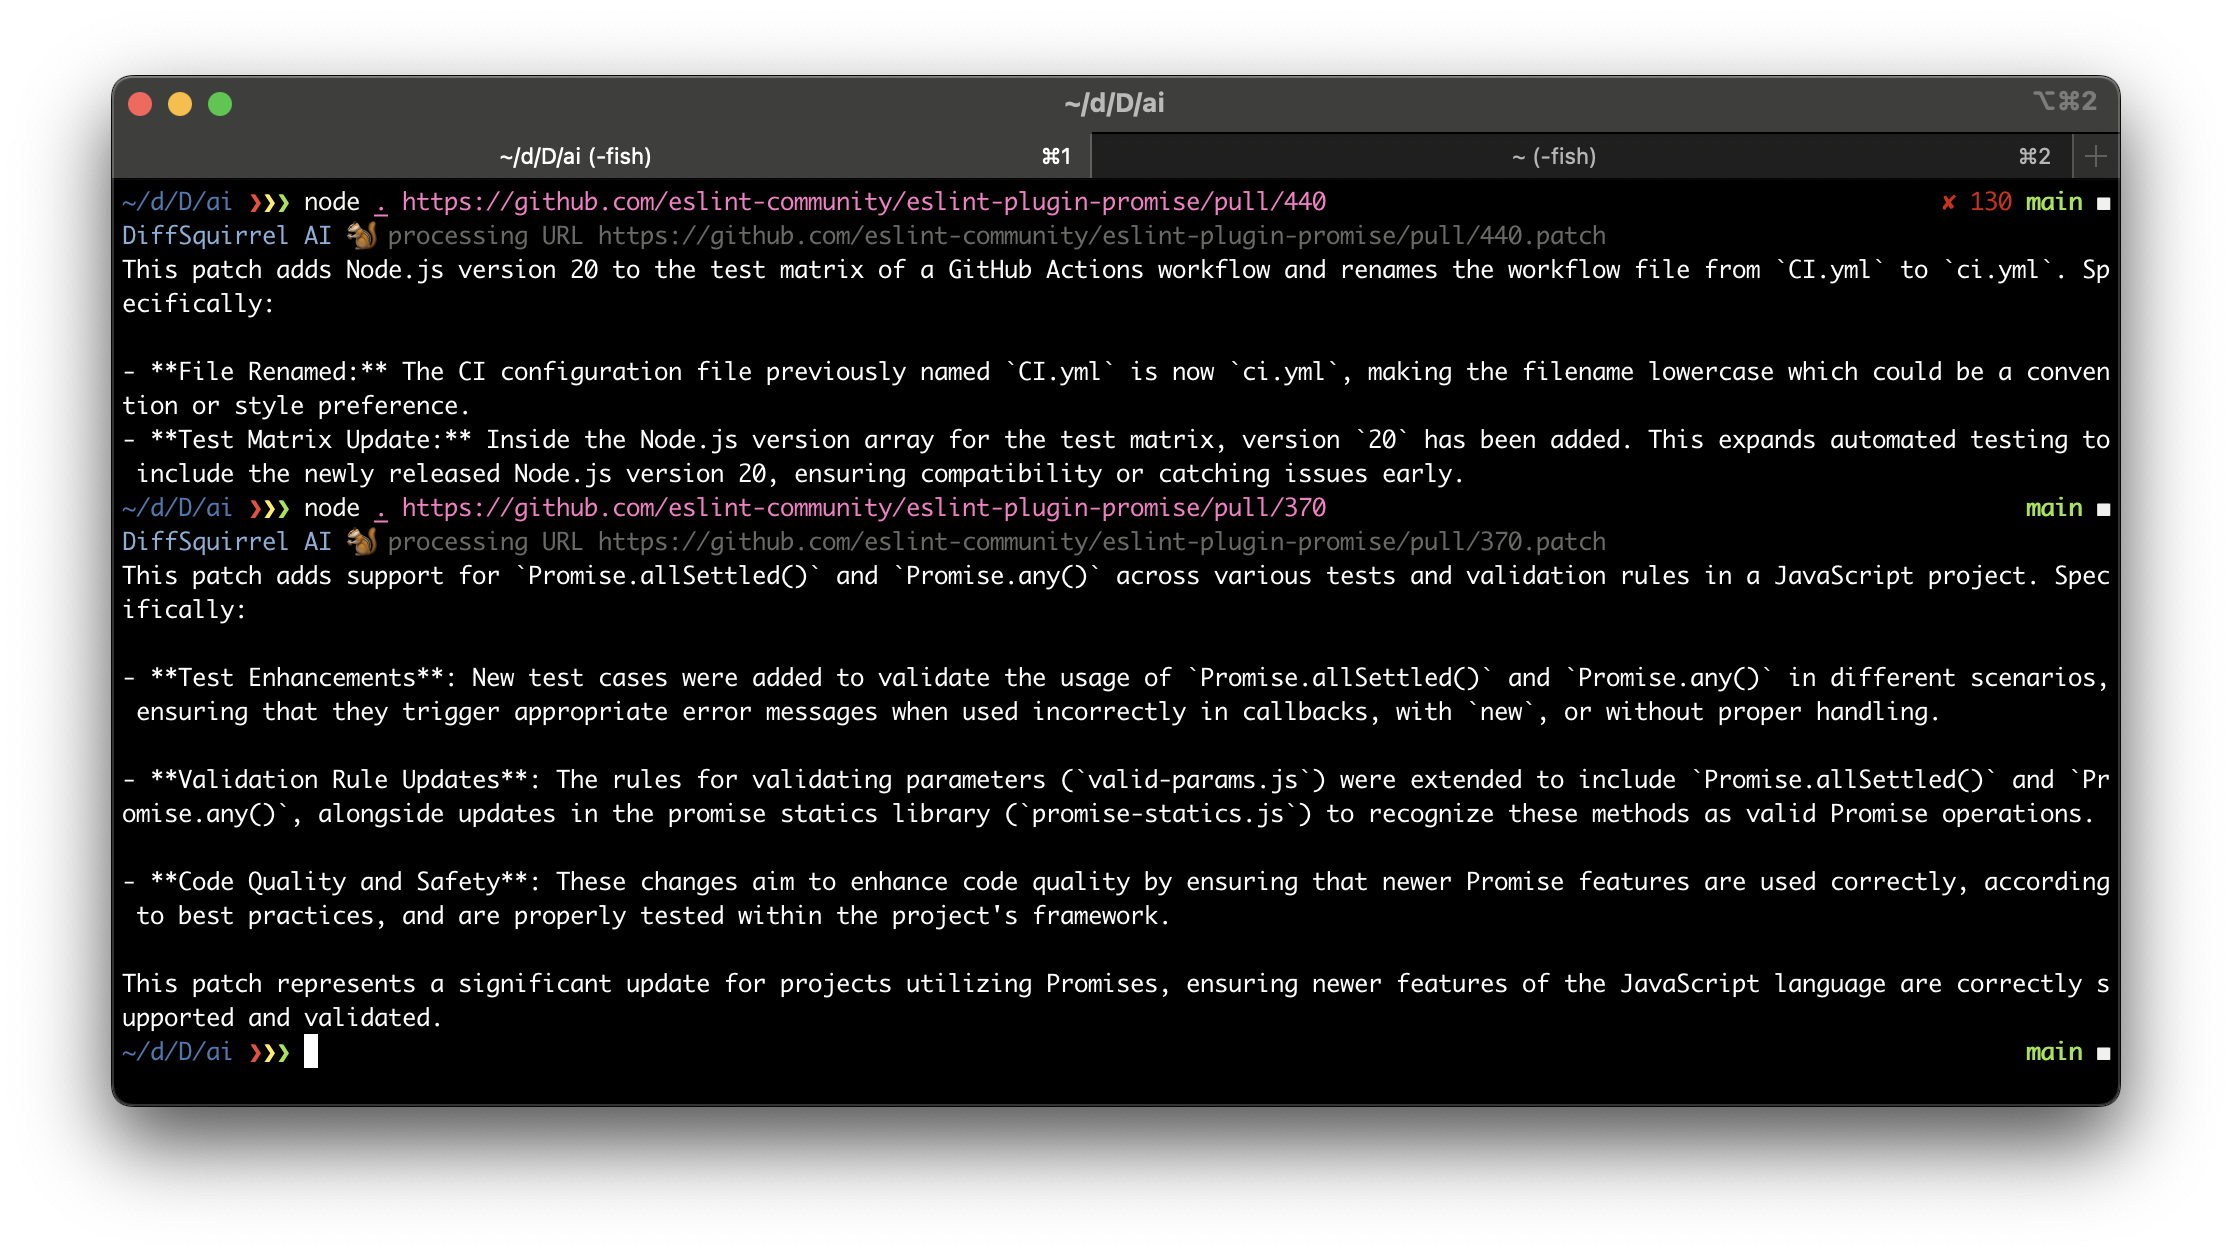 ~/d/D/ai
⌥⌘2
~/d/D/ai (-fish) ⌘1
~ (-fish) ⌘2 +
~/d/D/ai ❯❯❯ node . https://github.com/eslint-community/eslint-plugin-promise/pull/440 ✘ 130 main ■
DiffSquirrel AI 🐿️ processing URL https://github.com/eslint-community/eslint-plugin-promise/pull/440.patch
This patch adds Node.js version 20 to the test matrix of a GitHub Actions workflow and renames the workflow file from `CI.yml` to `ci.yml`. Sp
ecifically:
- **File Renamed:** The CI configuration file previously named `CI.yml` is now `ci.yml`, making the filename lowercase which could be a conven
tion or style preference.
- **Test Matrix Update:** Inside the Node.js version array for the test matrix, version `20` has been added. This expands automated testing to
 include the newly released Node.js version 20, ensuring compatibility or catching issues early.
~/d/D/ai ❯❯❯ node . https://github.com/eslint-community/eslint-plugin-promise/pull/370 main ■
DiffSquirrel AI 🐿️ processing URL https://github.com/eslint-community/eslint-plugin-promise/pull/370.patch
This patch adds support for `Promise.allSettled()` and `Promise.any()` across various tests and validation rules in a JavaScript project. Spec
ifically:
- **Test Enhancements**: New test cases were added to validate the usage of `Promise.allSettled()` and `Promise.any()` in different scenarios,
 ensuring that they trigger appropriate error messages when used incorrectly in callbacks, with `new`, or without proper handling.
- **Validation Rule Updates**: The rules for validating parameters (`valid-params.js`) were extended to include `Promise.allSettled()` and `Pr
omise.any()`, alongside updates in the promise statics library (`promise-statics.js`) to recognize these methods as valid Promise operations.
- **Code Quality and Safety**: These changes aim to enhance code quality by ensuring that newer Promise features are used correctly, according
 to best practices, and are properly tested within the project's framework.
This patch represents a significant update for projects utilizing Promises, ensuring newer features of the JavaScript language are correctly s
upported and validated.
~/d/D/ai ❯❯❯ main ■